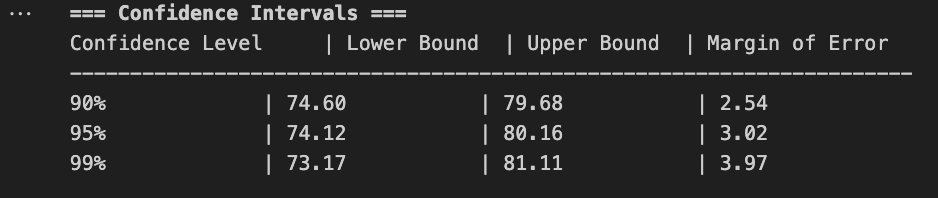 === Confidence Intervals ===
Confidence Level | Lower Bound | Upper Bound | Margin of Error
----------------------------------------------------------------------
90% | 74.60 | 79.68 | 2.54
95% | 74.12 | 80.16 | 3.02
99% | 73.17 | 81.11 | 3.97